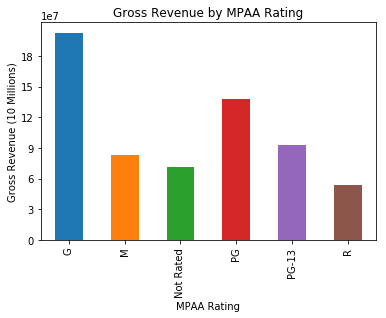 Gross Revenue by MPAA Rating
1e7
18
15
12
9
6
3
0
Gross Revenue (10 Millions)
G
M
Not Rated
PG
PG-13
R
MPAA Rating